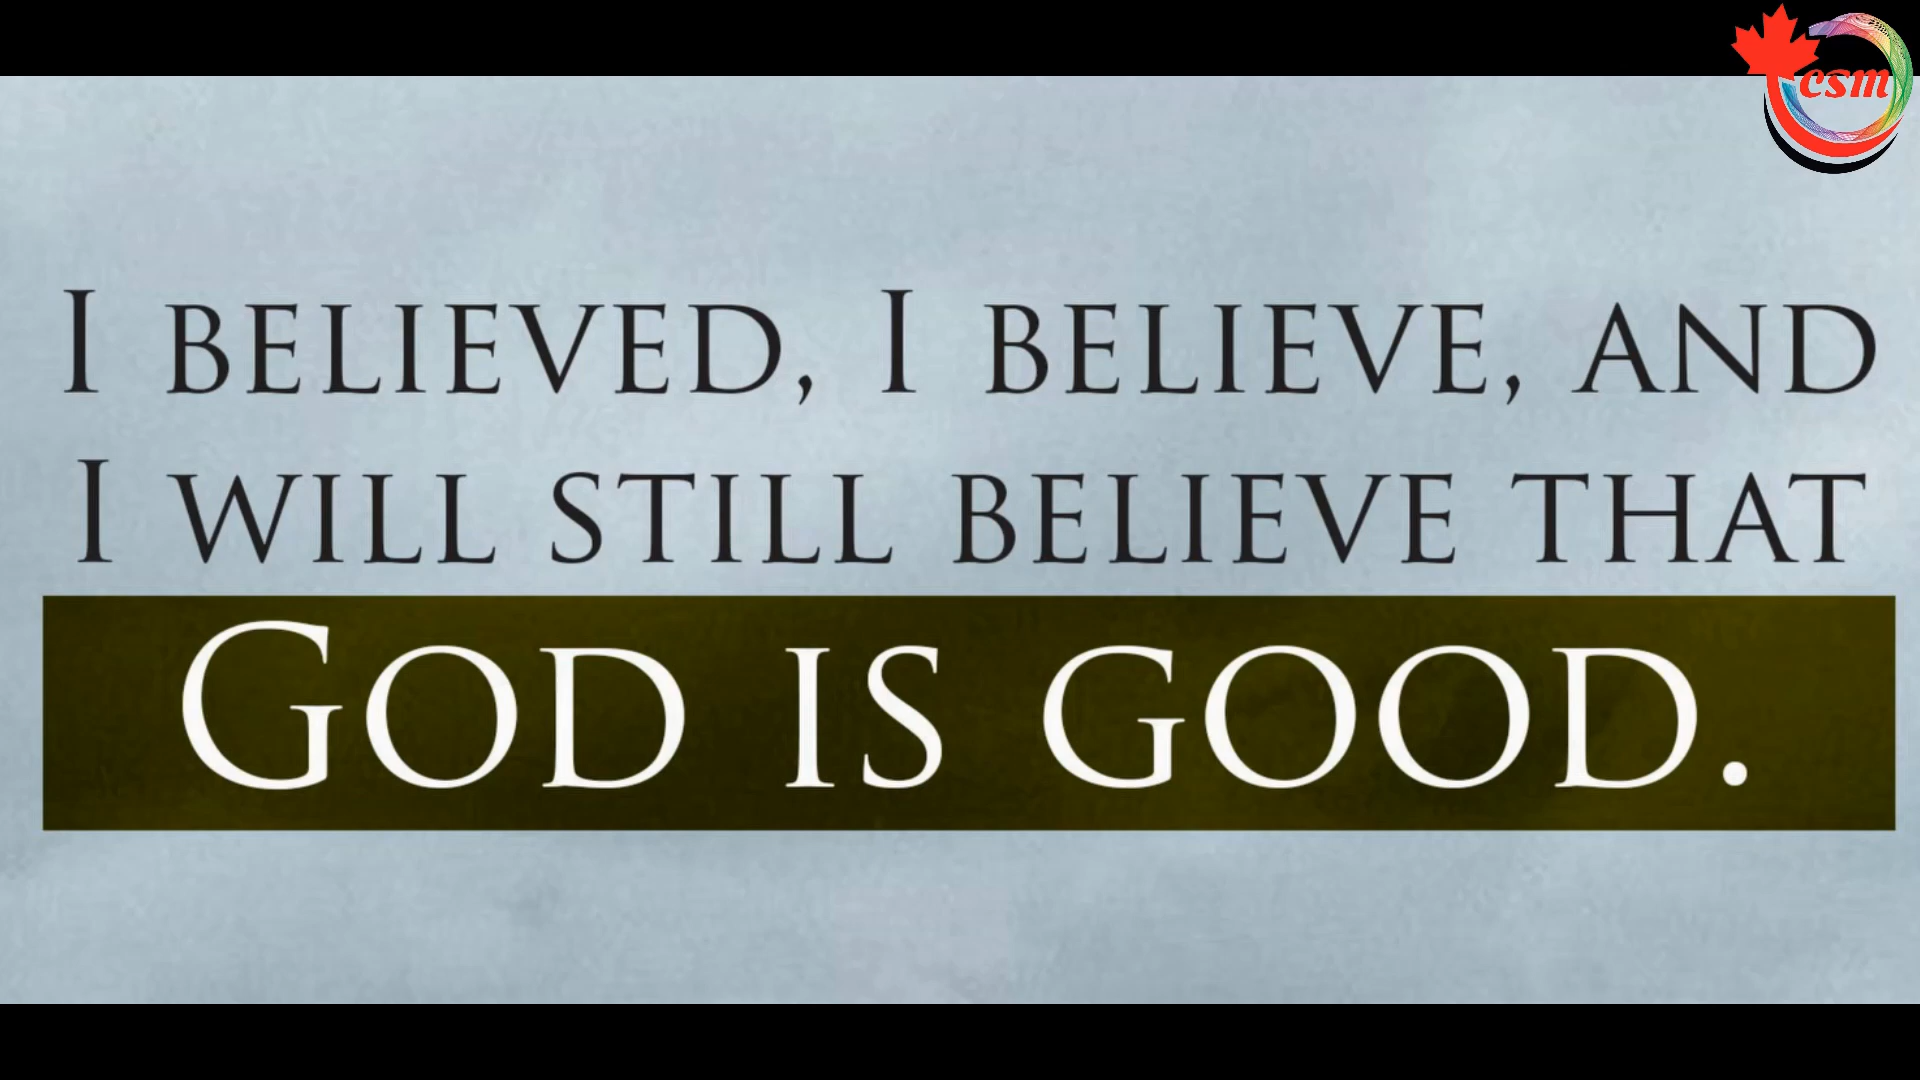 csm
I BELIEVED, I BELIEVE, AND
I WILL STILL BELIEVE THAT
GOD IS GOOD.